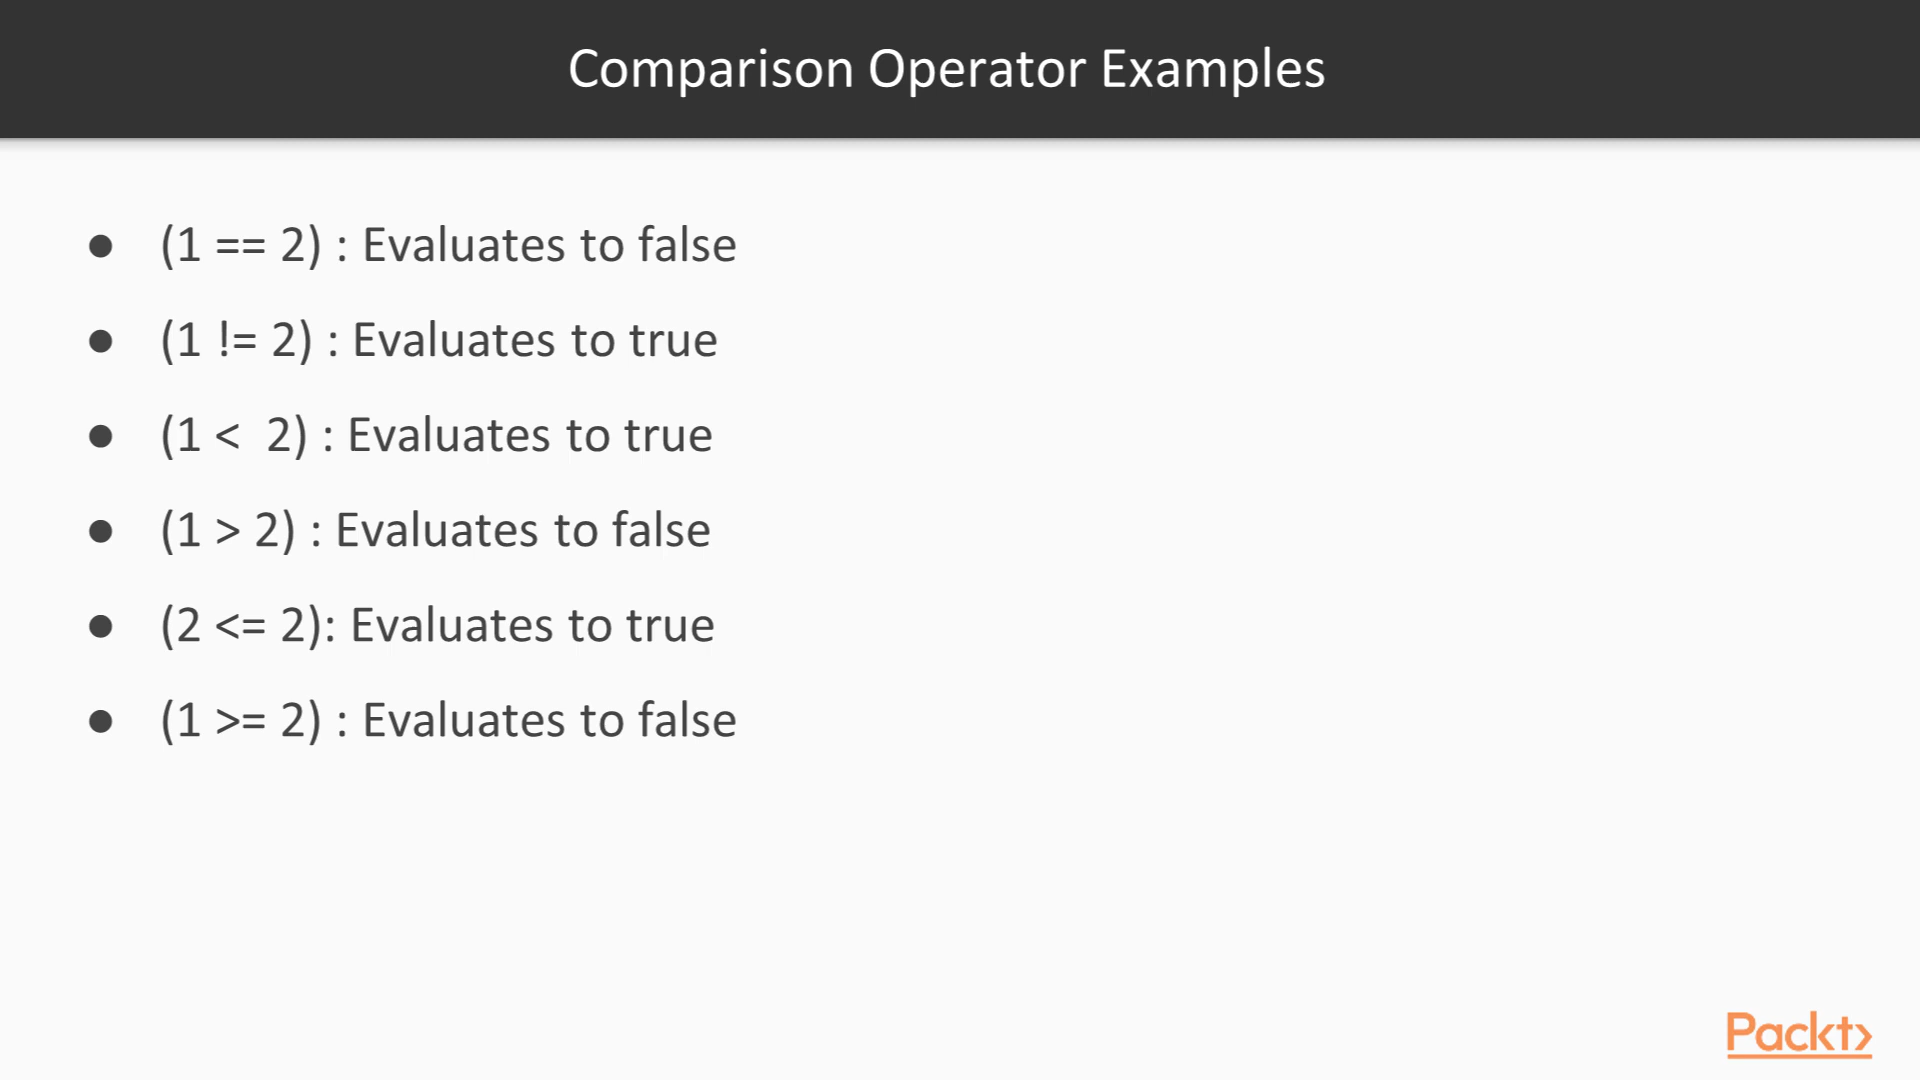 Comparison Operator Examples
● (1 == 2) : Evaluates to false
● (1 != 2) : Evaluates to true
● (1 <  2) : Evaluates to true
● (1 > 2) : Evaluates to false
● (2 <= 2): Evaluates to true
● (1 >= 2) : Evaluates to false
Packt>